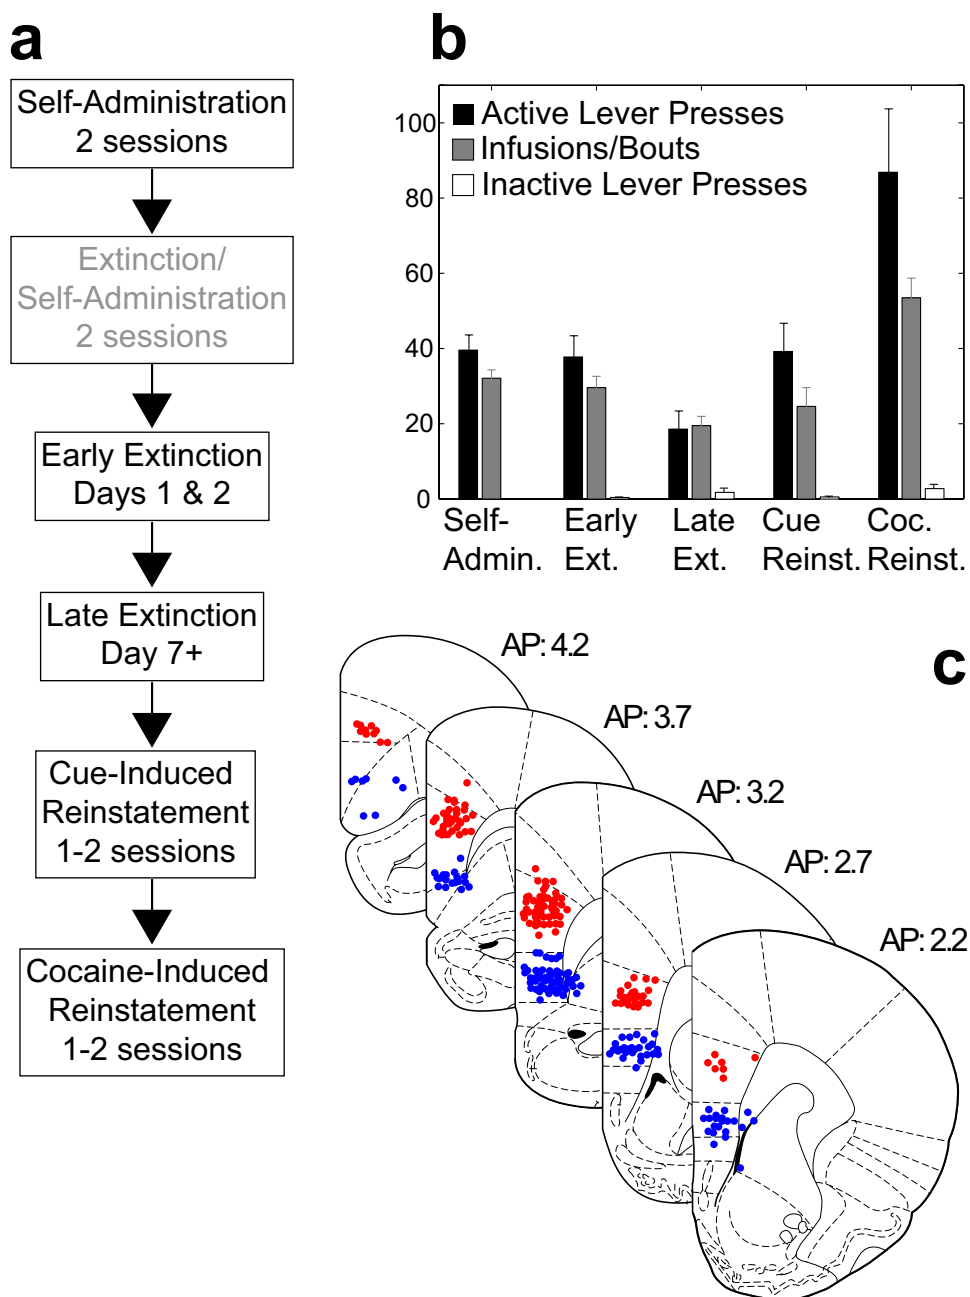 a
Self-Administration
2 sessions
Extinction/
Self-Administration
2 sessions
Early Extinction
Days 1 & 2
Late Extinction
Day 7+
Cue-Induced
Reinstatement
1-2 sessions
Cocaine-Induced
Reinstatement
1-2 sessions
b
Active Lever Presses
Infusions/Bouts
Inactive Lever Presses
100
80
60
40
20
0
Self-
Admin.
Early
Ext.
Late
Ext.
Cue
Reinst.
Coc.
Reinst.
c
AP: 4.2
AP: 3.7
AP: 3.2
AP: 2.7
AP: 2.2